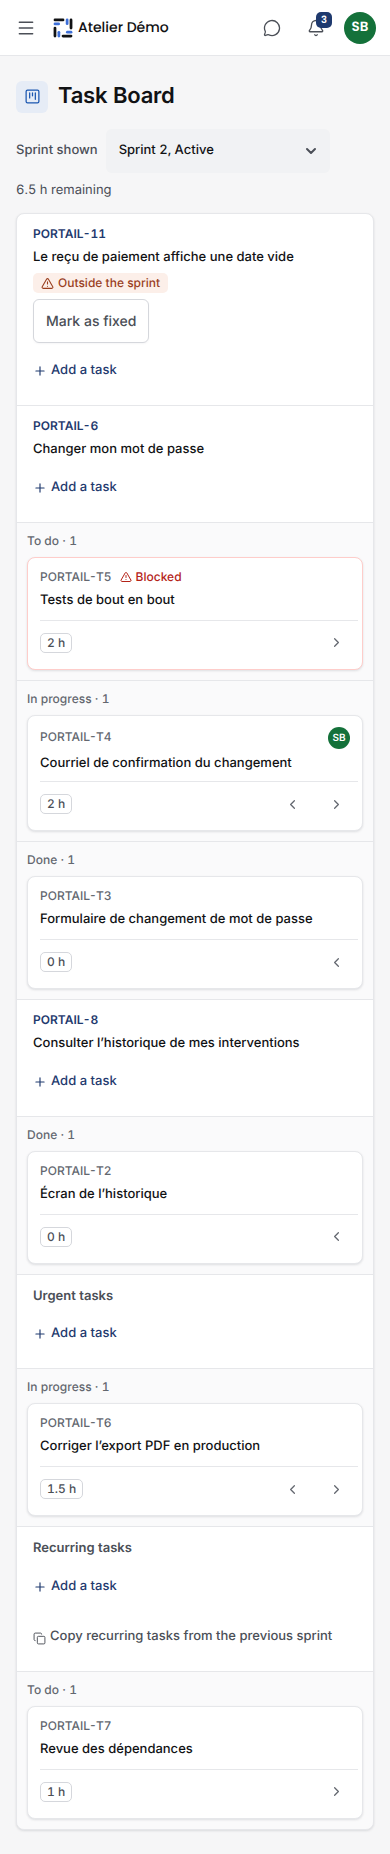 Atelier Démo
3
SB
Task Board
Sprint shown
Sprint 2, Active
6.5 h remaining
PORTAIL-11
Le reçu de paiement affiche une date vide
Outside the sprint
Mark as fixed
Add a task
PORTAIL-6
Changer mon mot de passe
Add a task
To do · 1
PORTAIL-T5 Blocked
Tests de bout en bout
2 h
In progress · 1
PORTAIL-T4
SB
Courriel de confirmation du changement
2 h
Done · 1
PORTAIL-T3
Formulaire de changement de mot de passe
0 h
PORTAIL-8
Consulter l’historique de mes interventions
Add a task
Done · 1
PORTAIL-T2
Écran de l’historique
0 h
Urgent tasks
Add a task
In progress · 1
PORTAIL-T6
Corriger l’export PDF en production
1.5 h
Recurring tasks
Add a task
Copy recurring tasks from the previous sprint
To do · 1
PORTAIL-T7
Revue des dépendances
1 h